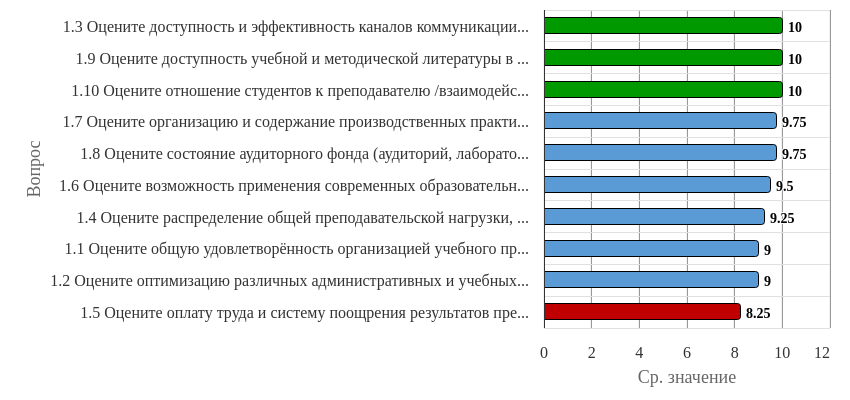 1.3 Оцените доступность и эффективность каналов коммуникации... 10
1.9 Оцените доступность учебной и методической литературы в ... 10
1.10 Оцените отношение студентов к преподавателю /взаимодейс... 10
1.7 Оцените организацию и содержание производственных практи... 9.75
1.8 Оцените состояние аудиторного фонда (аудиторий, лаборато... 9.75
1.6 Оцените возможность применения современных образовательн... 9.5
1.4 Оцените распределение общей преподавательской нагрузки, ... 9.25
1.1 Оцените общую удовлетворённость организацией учебного пр... 9
1.2 Оцените оптимизацию различных административных и учебных... 9
1.5 Оцените оплату труда и систему поощрения результатов пре... 8.25
Вопрос
0 2 4 6 8 10 12
Ср. значение